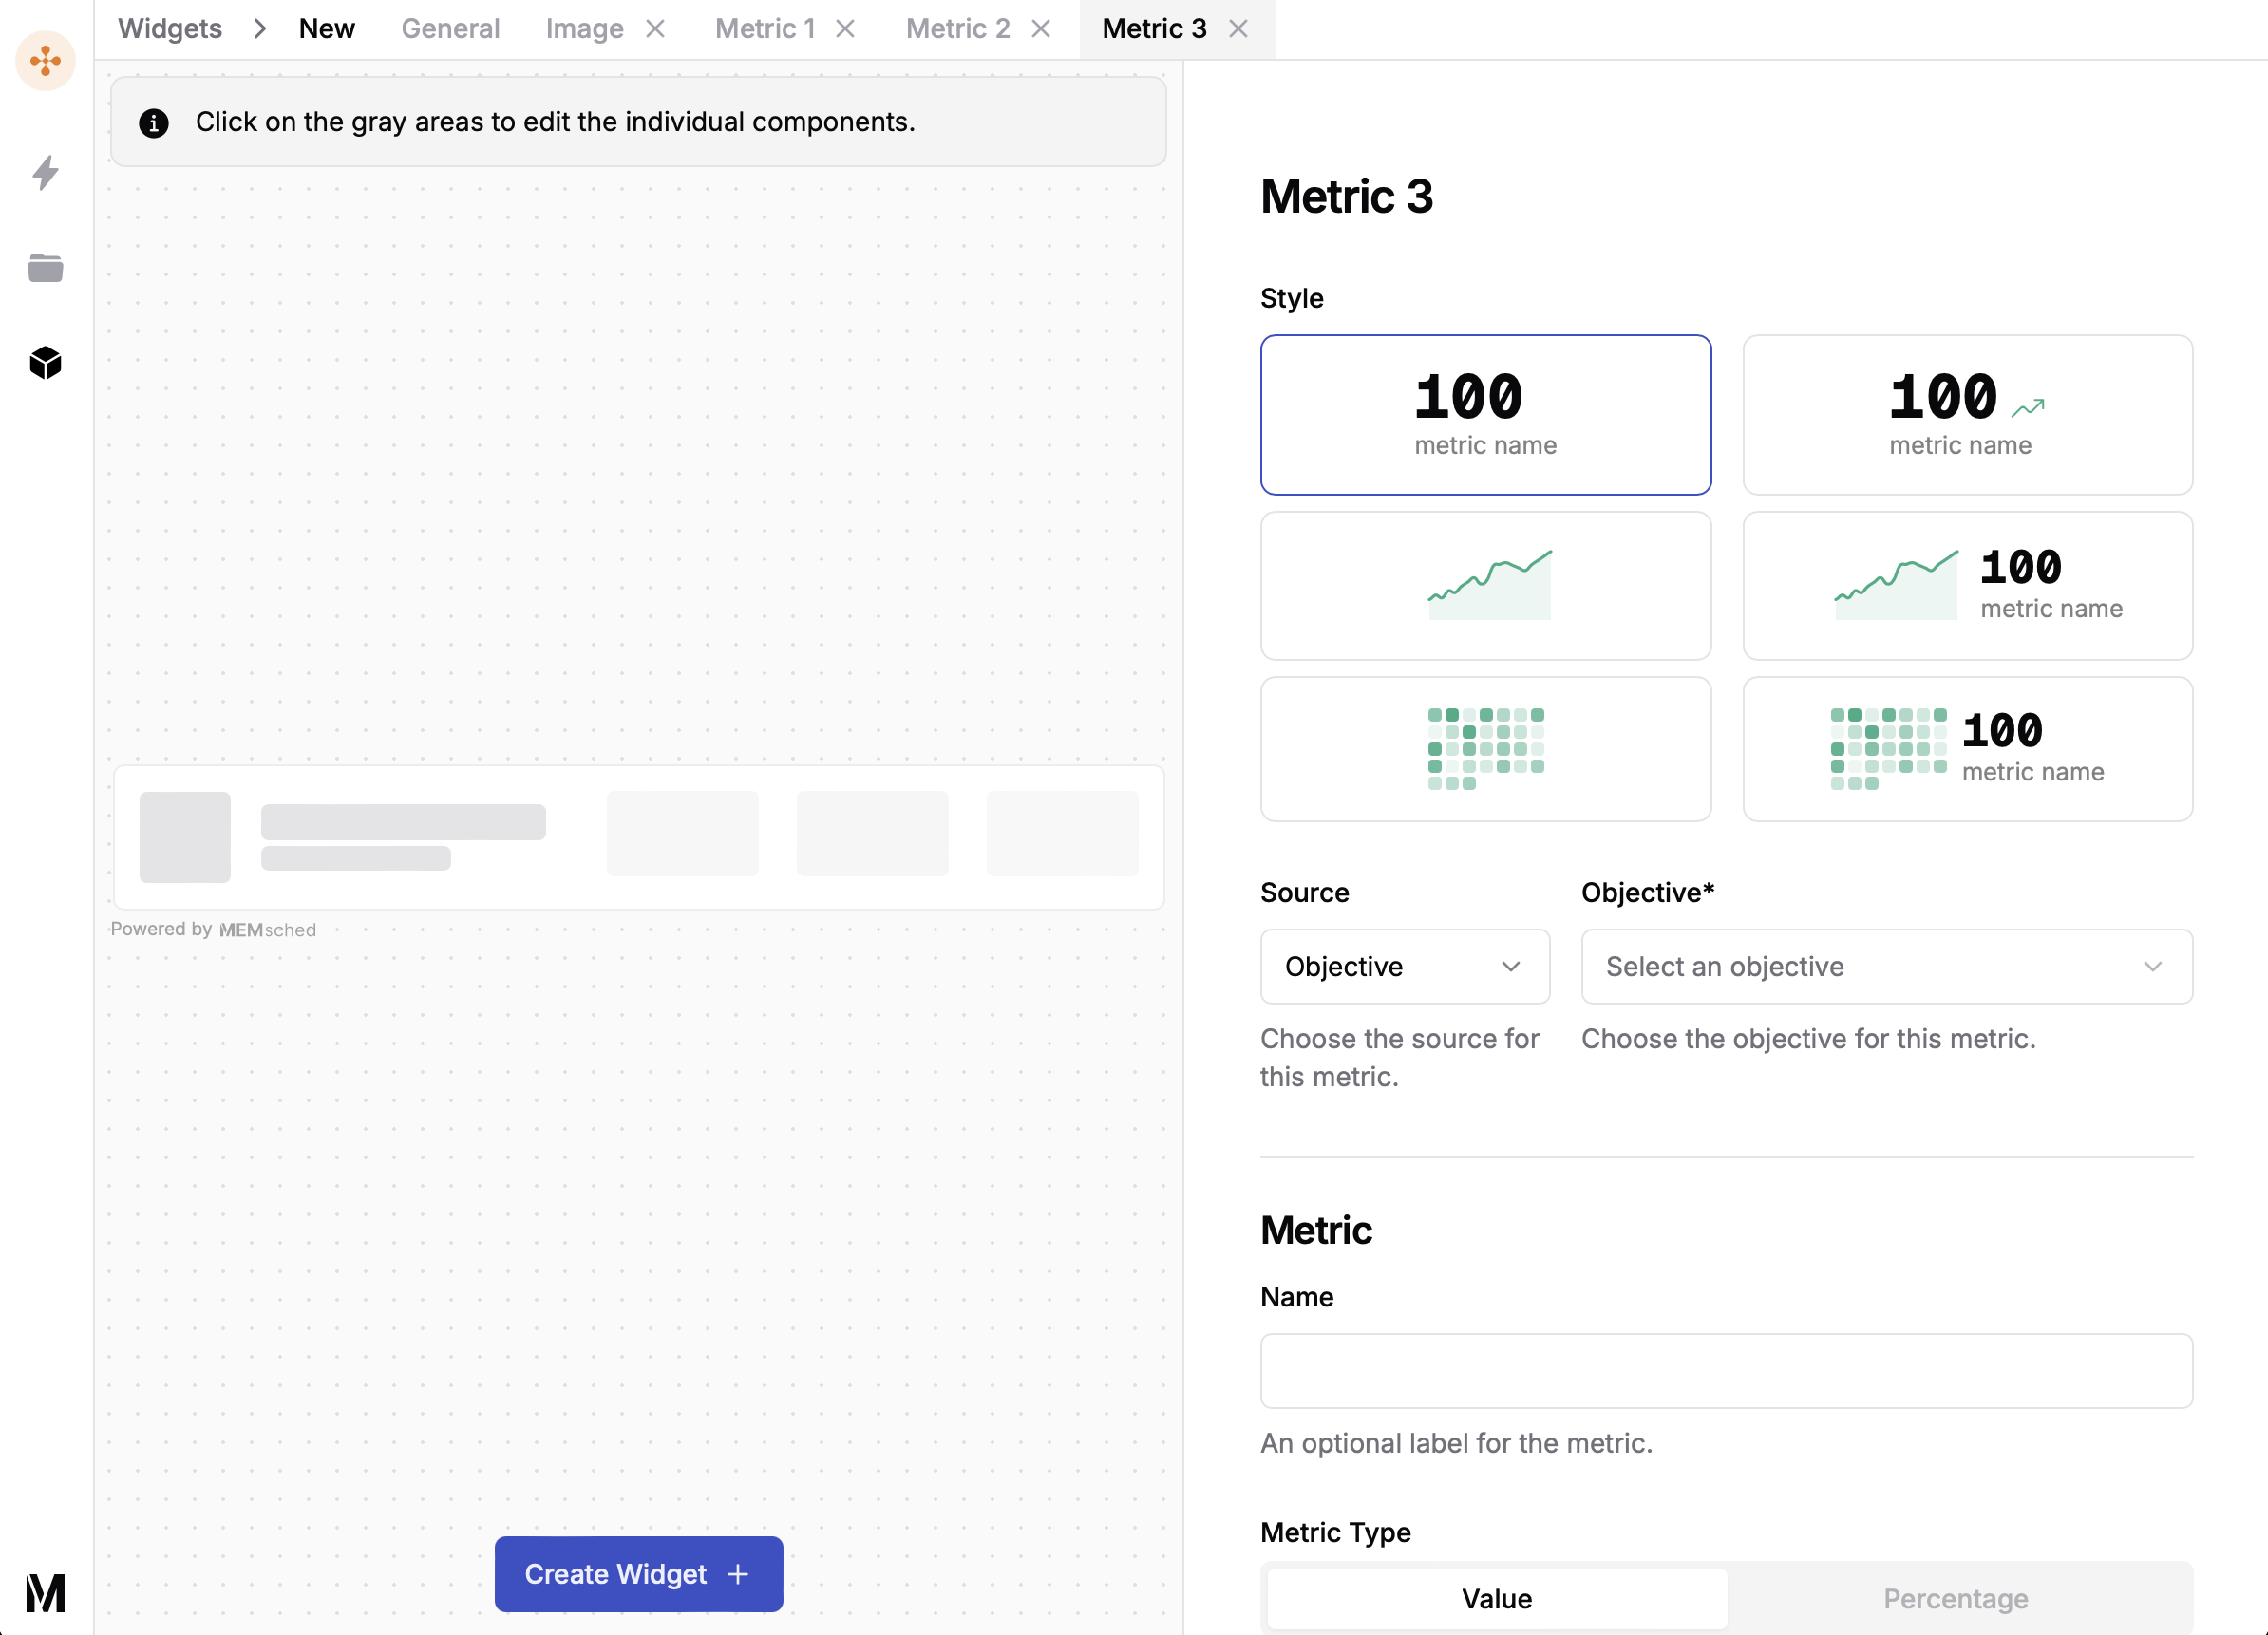 Widgets > New General Image Metric 1 Metric 2 Metric 3
Click on the gray areas to edit the individual components.
Powered by MEMsched
Create Widget +
Metric 3
Style
100
metric name
100
metric name
100
metric name
100
metric name
Source
Objective
Choose the source for
this metric.
Objective*
Select an objective
Choose the objective for this metric.
Metric
Name
An optional label for the metric.
Metric Type
Value Percentage
M